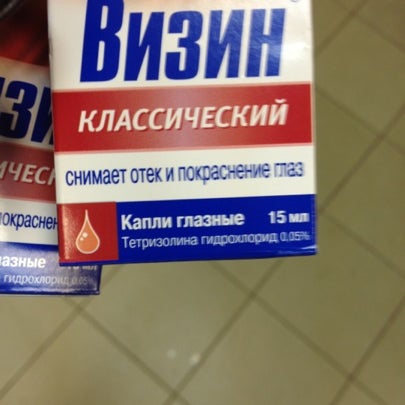 Визин
КЛАССИЧЕСКИЙ
снимает отек и покраснение глаз
Капли глазные 15 мл
Тетризолина гидрохлорид 0,05%